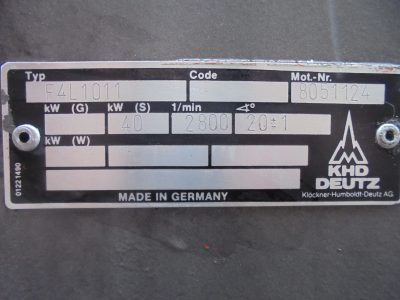 Typ Code Mot.-Nr.
F4L1011 8051124
kW (G) kW (S) 1/min ∢°
40 2800 20±1
kW (W)
KHD
DEUTZ
Klöckner-Humboldt-Deutz AG
MADE IN GERMANY
01221490